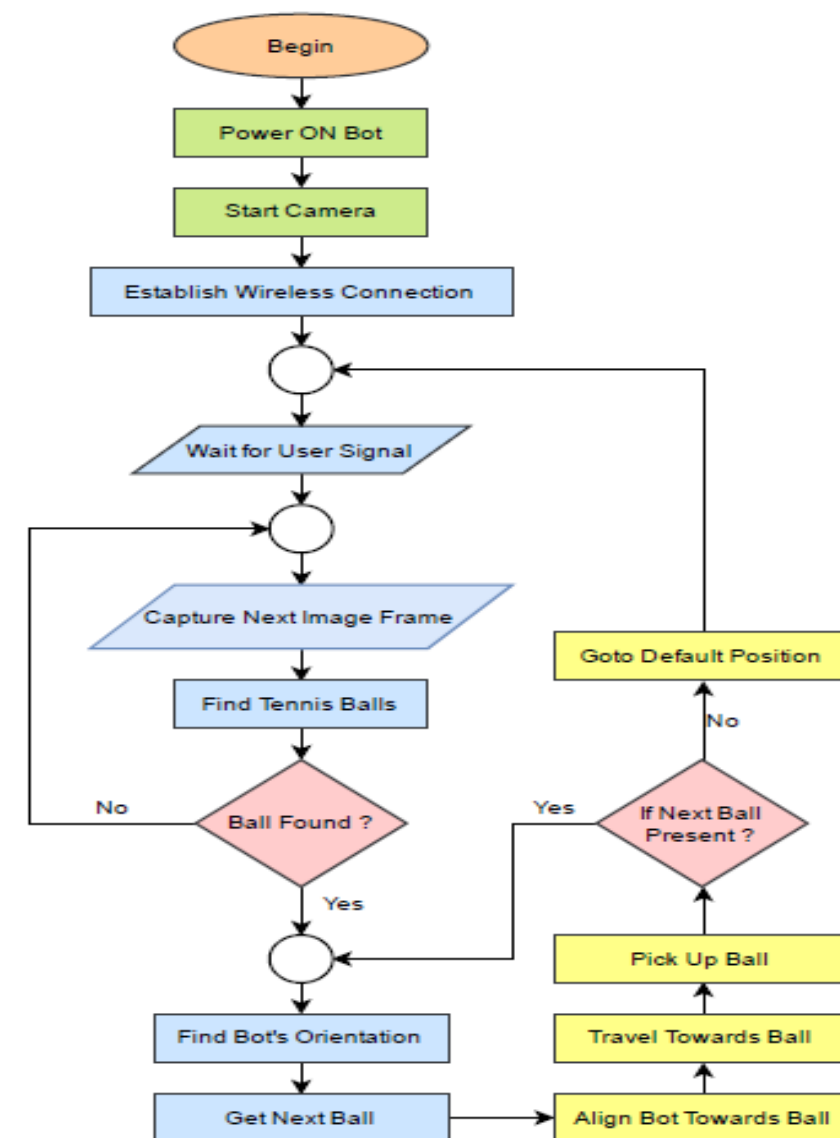 Begin
Power ON Bot
Start Camera
Establish Wireless Connection
Wait for User Signal
Capture Next Image Frame
Find Tennis Balls
Ball Found ?
No
Yes
Find Bot's Orientation
Get Next Ball
Align Bot Towards Ball
Travel Towards Ball
Pick Up Ball
If Next Ball
Present ?
Yes
No
Goto Default Position